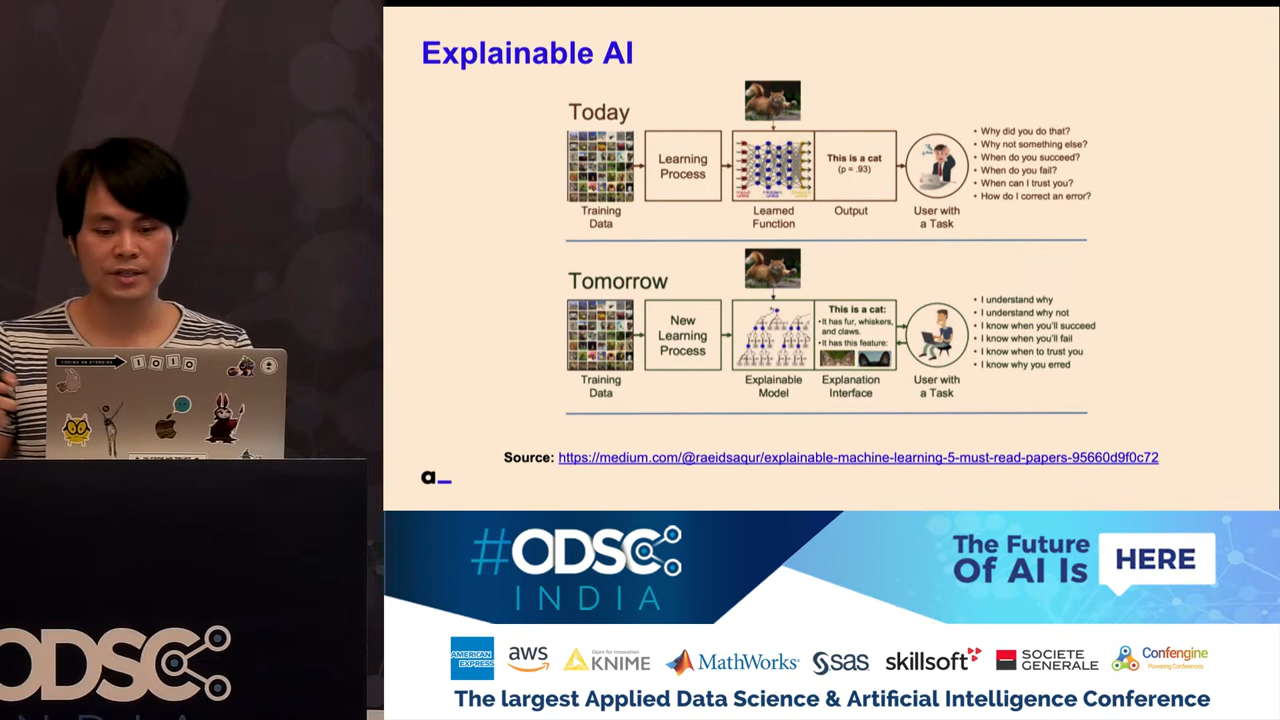 Explainable AI
Today
Learning
Process
This is a cat
(p = .93)
Training
Data
Learned
Function
Output
User with
a Task
• Why did you do that?
• Why not something else?
• When do you succeed?
• When do you fail?
• When can I trust you?
• How do I correct an error?
Tomorrow
New
Learning
Process
This is a cat:
• It has fur, whiskers,
and claws.
• It has this feature:
Training
Data
Explainable
Model
Explanation
Interface
User with
a Task
• I understand why
• I understand why not
• I know when you'll succeed
• I know when you'll fail
• I know when to trust you
• I know why you erred
Source: https://medium.com/@raeidsaqur/explainable-machine-learning-5-must-read-papers-95660d9f0c72
a_
#ODSC
INDIA
The Future
Of AI Is
HERE
AMERICAN
EXPRESS
aws
Open for Innovation
KNIME
MathWorks
sas
skillsoft
SOCIETE
GENERALE
Confengine
Powering Conferences
The largest Applied Data Science & Artificial Intelligence Conference
1010
ODSC
INDIA